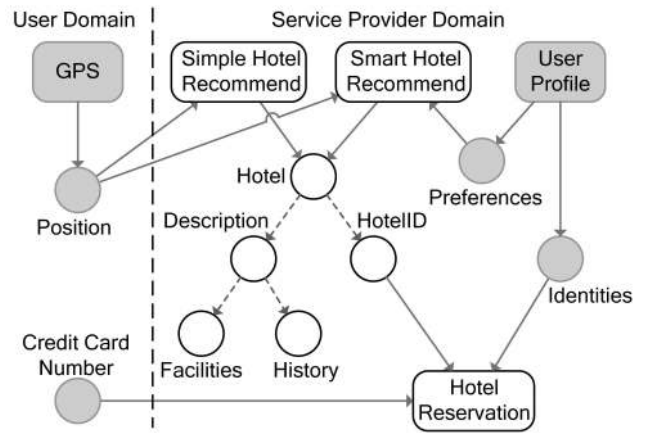 User Domain
Service Provider Domain
GPS
Simple Hotel
Recommend
Smart Hotel
Recommend
User
Profile
Hotel
Preferences
Position
Description
HotelID
Identities
Credit Card
Number
Facilities
History
Hotel
Reservation